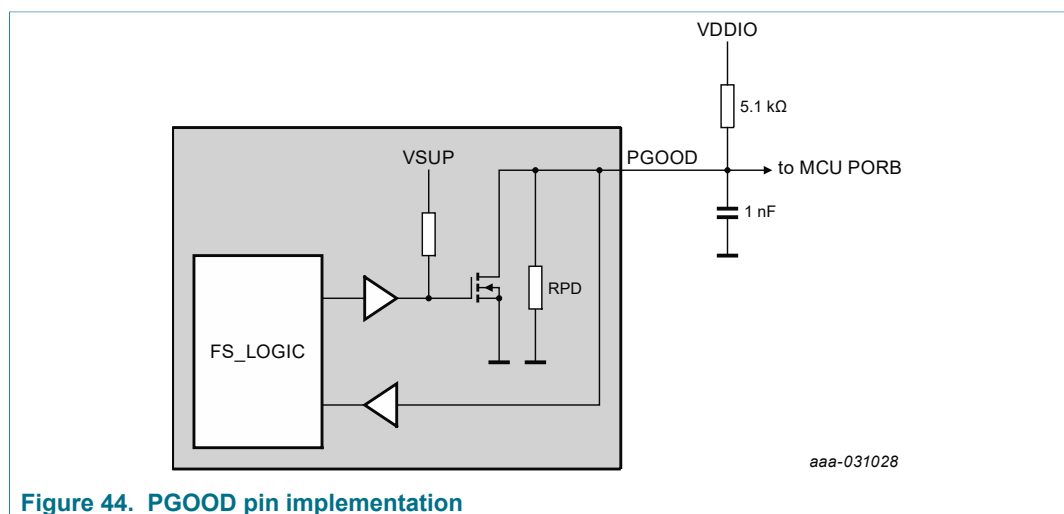 VDDIO
5.1 kΩ
VSUP
PGOOD
to MCU PORB
1 nF
RPD
FS_LOGIC
aaa-031028
Figure 44. PGOOD pin implementation